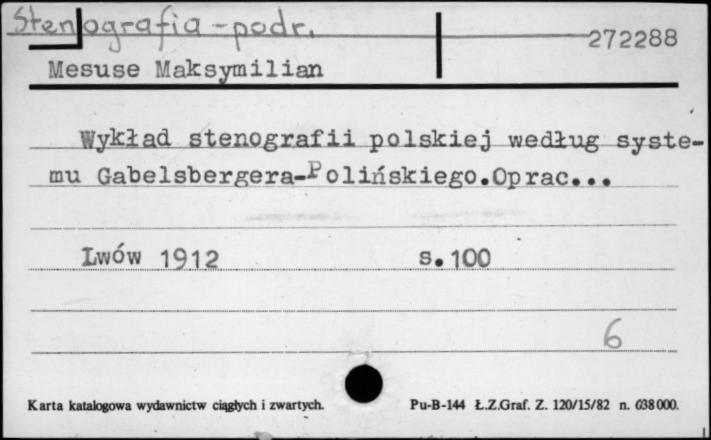 Stenografia - podr.
272288
Mesuse Maksymilian
Wykład stenografii polskiej według syste-
mu Gabelsbergera-Polińskiego.Oprac...
Lwów 1912 s.100
6
Karta katalogowa wydawnictw ciągłych i zwartych. Pu-B-144 Ł.Z.Graf. Z. 120/15/82 n. 638000.